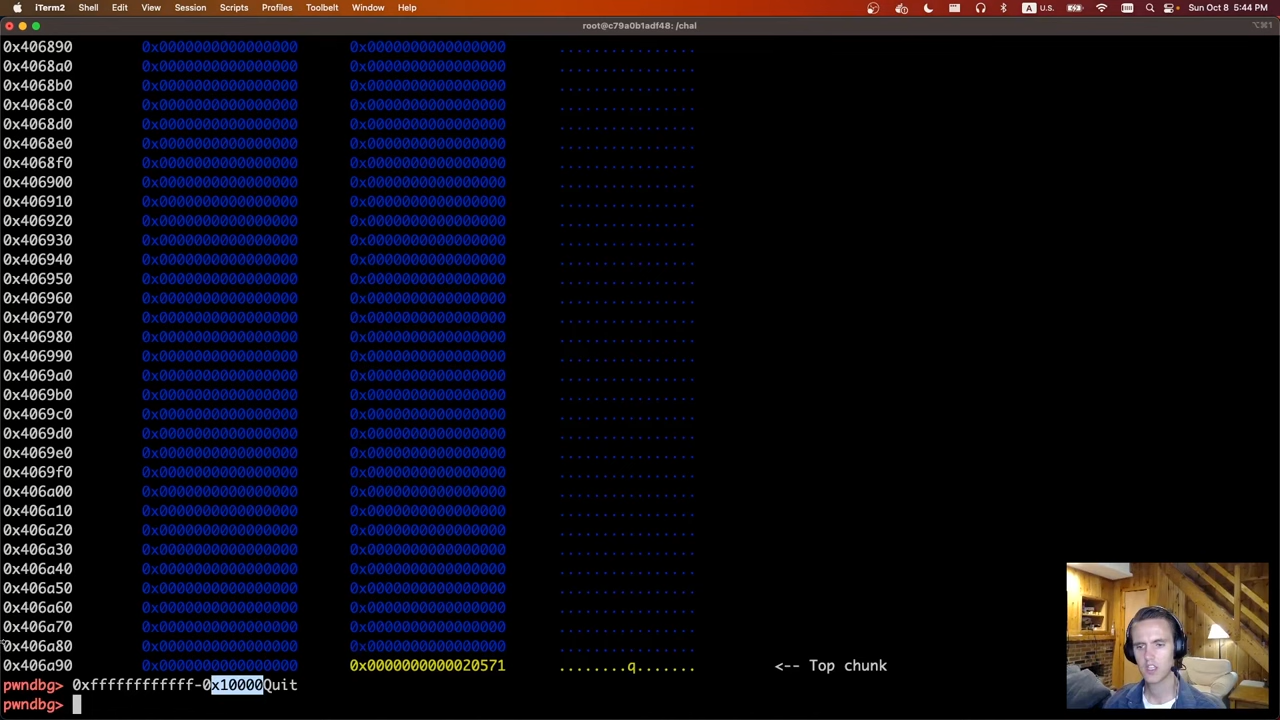 iTerm2 Shell Edit View Session Scripts Profiles Toolbelt Window Help A U.S. Sun Oct 8 5:44 PM
root@c79a0b1adf48: /chal ⌥⌘1
0x406890 0x0000000000000000 0x0000000000000000 ................
0x4068a0 0x0000000000000000 0x0000000000000000 ................
0x4068b0 0x0000000000000000 0x0000000000000000 ................
0x4068c0 0x0000000000000000 0x0000000000000000 ................
0x4068d0 0x0000000000000000 0x0000000000000000 ................
0x4068e0 0x0000000000000000 0x0000000000000000 ................
0x4068f0 0x0000000000000000 0x0000000000000000 ................
0x406900 0x0000000000000000 0x0000000000000000 ................
0x406910 0x0000000000000000 0x0000000000000000 ................
0x406920 0x0000000000000000 0x0000000000000000 ................
0x406930 0x0000000000000000 0x0000000000000000 ................
0x406940 0x0000000000000000 0x0000000000000000 ................
0x406950 0x0000000000000000 0x0000000000000000 ................
0x406960 0x0000000000000000 0x0000000000000000 ................
0x406970 0x0000000000000000 0x0000000000000000 ................
0x406980 0x0000000000000000 0x0000000000000000 ................
0x406990 0x0000000000000000 0x0000000000000000 ................
0x4069a0 0x0000000000000000 0x0000000000000000 ................
0x4069b0 0x0000000000000000 0x0000000000000000 ................
0x4069c0 0x0000000000000000 0x0000000000000000 ................
0x4069d0 0x0000000000000000 0x0000000000000000 ................
0x4069e0 0x0000000000000000 0x0000000000000000 ................
0x4069f0 0x0000000000000000 0x0000000000000000 ................
0x406a00 0x0000000000000000 0x0000000000000000 ................
0x406a10 0x0000000000000000 0x0000000000000000 ................
0x406a20 0x0000000000000000 0x0000000000000000 ................
0x406a30 0x0000000000000000 0x0000000000000000 ................
0x406a40 0x0000000000000000 0x0000000000000000 ................
0x406a50 0x0000000000000000 0x0000000000000000 ................
0x406a60 0x0000000000000000 0x0000000000000000 ................
0x406a70 0x0000000000000000 0x0000000000000000 ................
0x406a80 0x0000000000000000 0x0000000000000000 ................
0x406a90 0x0000000000000000 0x0000000000020571 ........q....... <-- Top chunk
pwndbg> 0xffffffffffff-0x10000Quit
pwndbg>